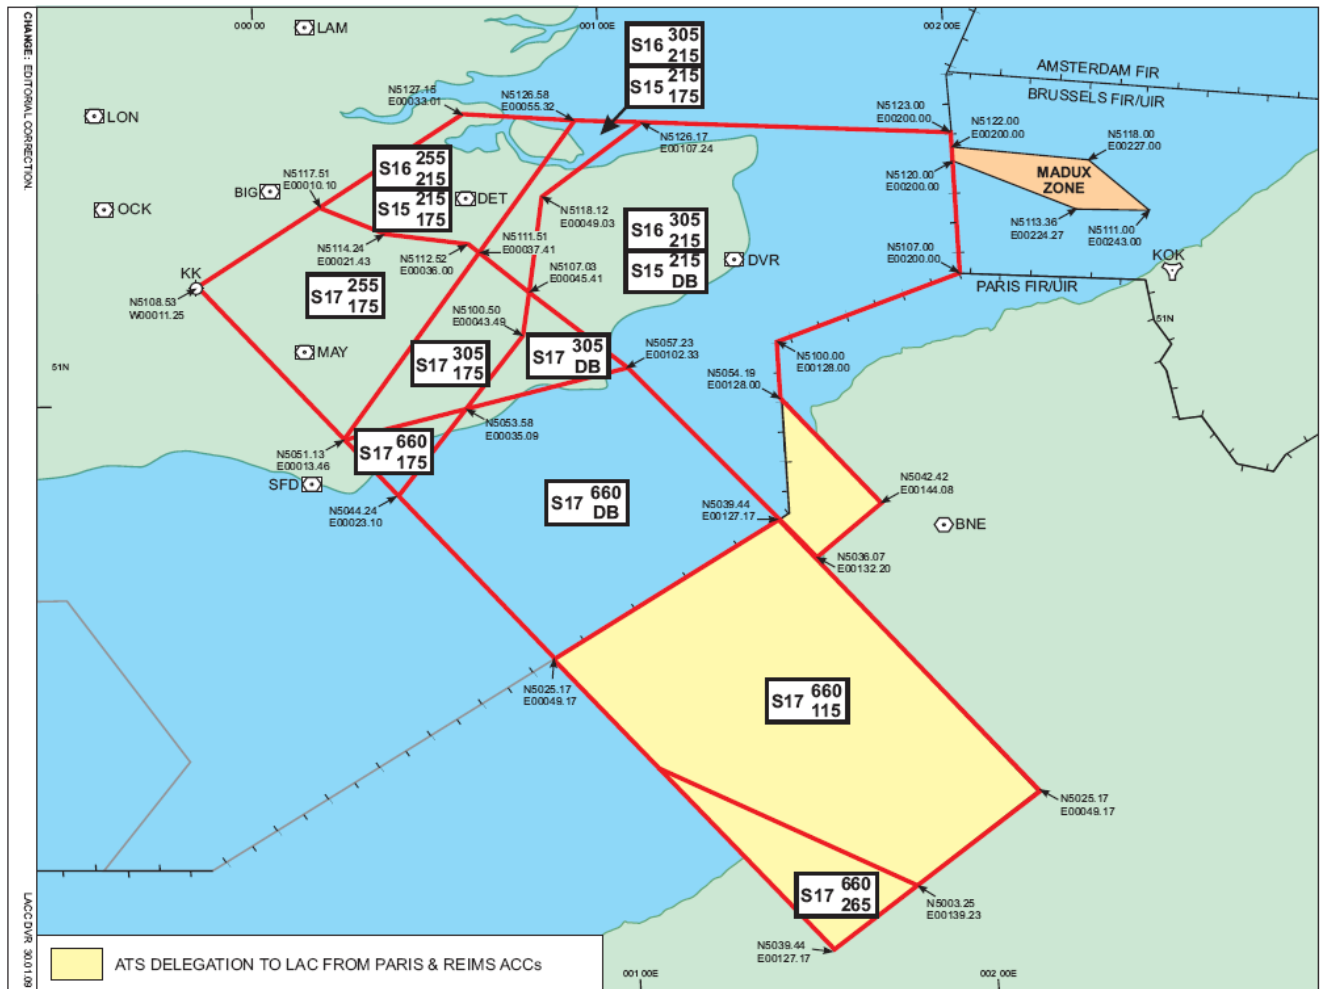 000 00
001 00E
002 00E
LAM
S16 305
215
S15 215
175
AMSTERDAM FIR
BRUSSELS FIR/UIR
N5127.15
E00033.01
N5126.58
E00055.32
N5123.00
E00200.00
LON
N5122.00
E00200.00
N5118.00
E00227.00
N5126.17
E00107.24
S16 255
215
S15 215
175
N5117.51
E00010.10
BIG
DET
N5120.00
E00200.00
MADUX
ZONE
OCK
N5118.12
E00049.03
S16 305
215
S15 215
DB
N5113.36
E00224.27
N5111.00
E00243.00
N5114.24
E00021.43
N5112.52
E00036.00
N5111.51
E00037.41
N5107.00
E00200.00
DVR
KOK
KK
N5108.53
W00011.25
S17 255
175
N5107.03
E00045.41
PARIS FIR/UIR
N5100.50
E00043.49
51N
MAY
S17 305
175
S17 305
DB
N5057.23
E00102.33
N5100.00
E00128.00
51N
N5054.19
E00128.00
N5053.58
E00035.09
N5051.13
E00013.46
S17 660
175
SFD
N5044.24
E00023.10
S17 660
DB
N5042.42
E00144.08
N5039.44
E00127.17
BNE
N5036.07
E00132.20
N5025.17
E00049.17
S17 660
115
N5025.17
E00049.17
S17 660
265
N5003.25
E00139.23
N5039.44
E00127.17
ATS DELEGATION TO LAC FROM PARIS & REIMS ACCs
001 00E
002 00E
CHANGE: EDITORIAL CORRECTION.
LACC DVR 30.01.09